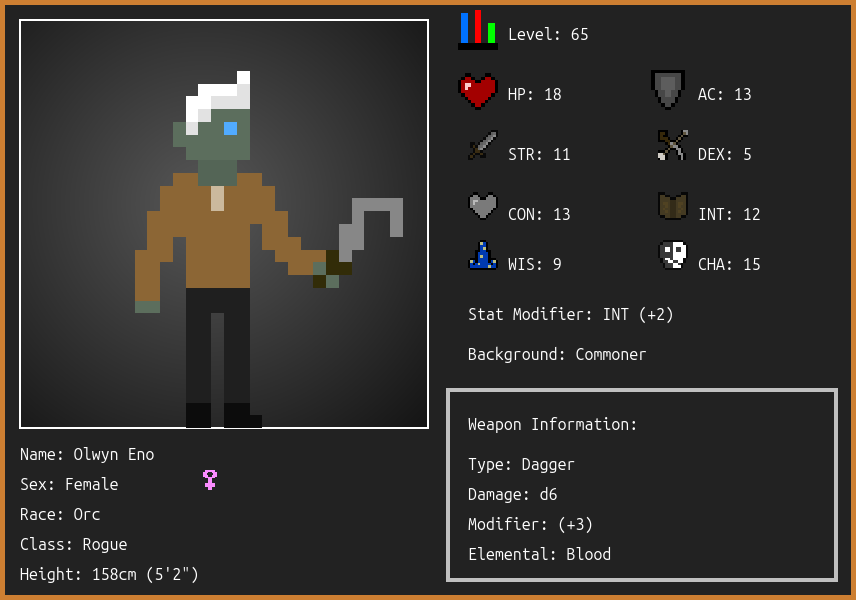 Level: 65
HP: 18
AC: 13
STR: 11
DEX: 5
CON: 13
INT: 12
WIS: 9
CHA: 15
Stat Modifier: INT (+2)
Background: Commoner
Weapon Information:
Type: Dagger
Damage: d6
Modifier: (+3)
Elemental: Blood
Name: Olwyn Eno
Sex: Female
Race: Orc
Class: Rogue
Height: 158cm (5'2")